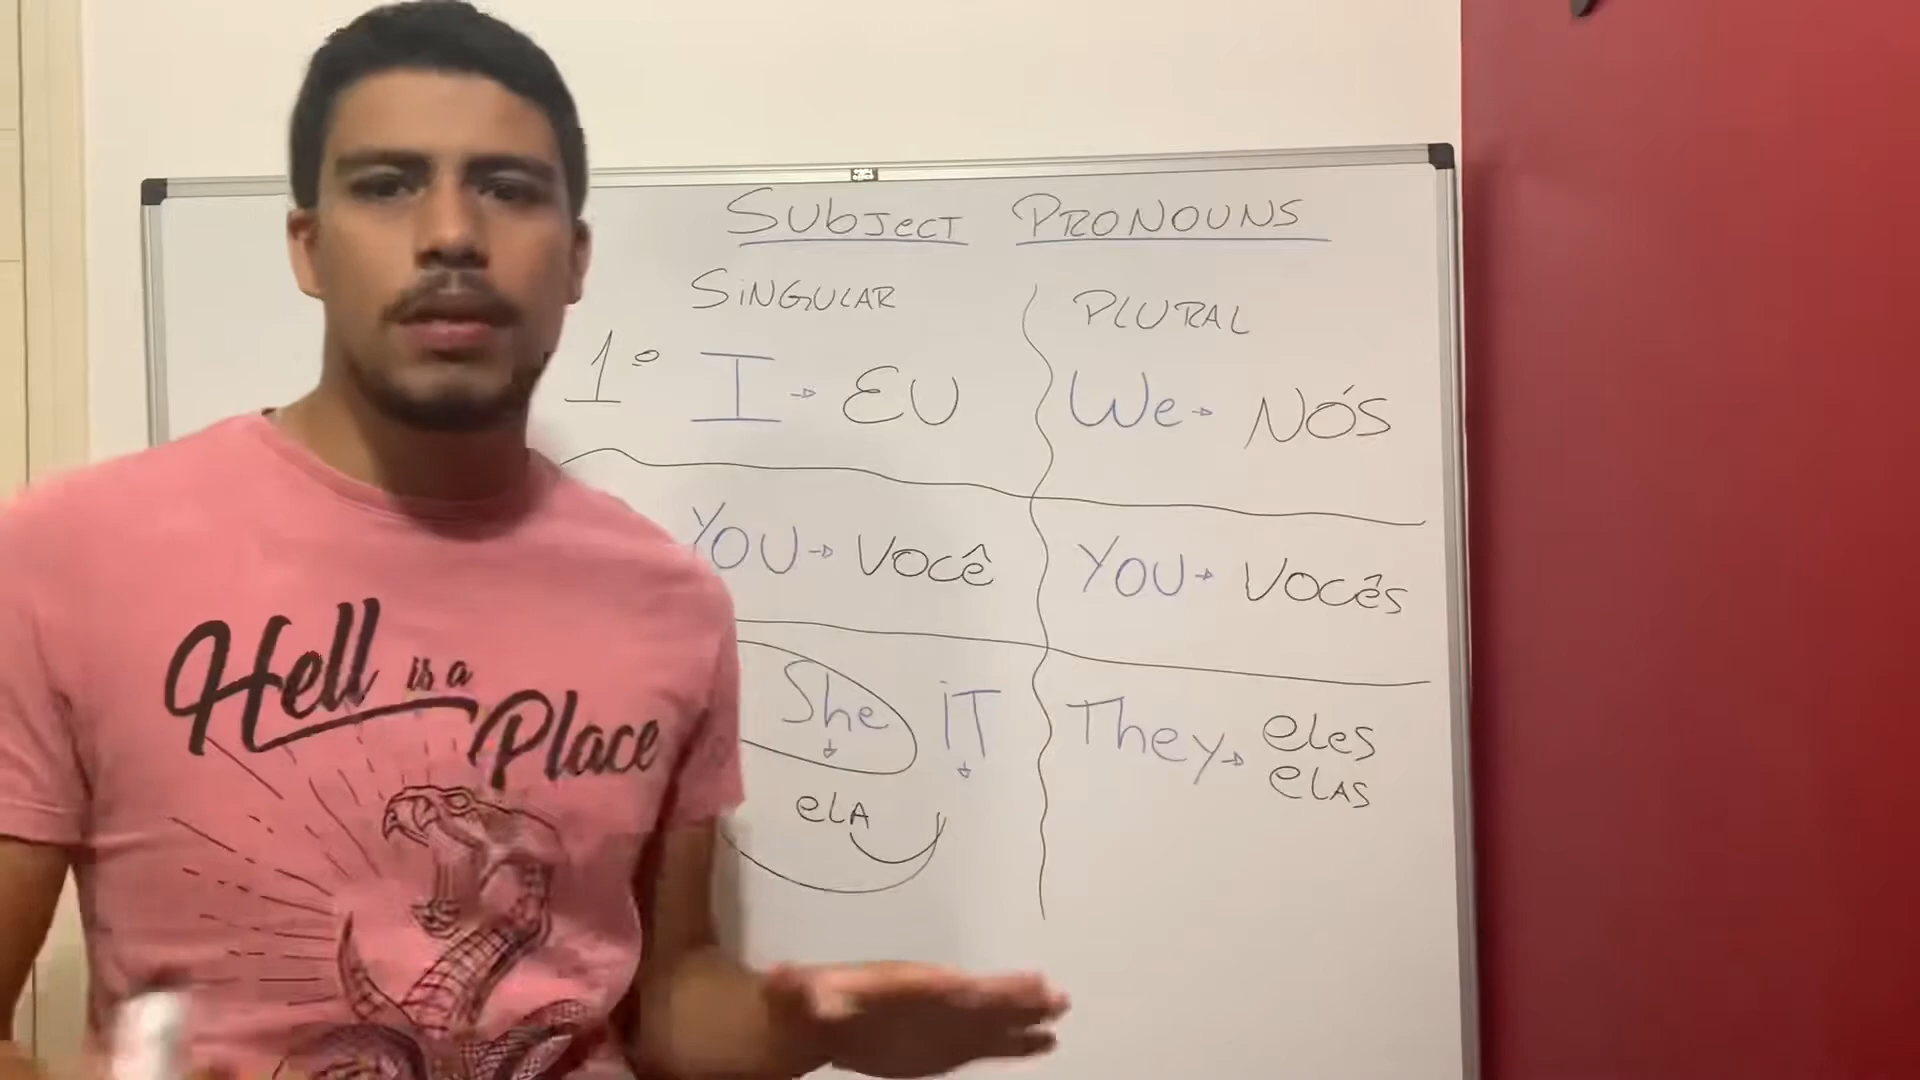 Subject PRONOUNS
SiNGULAR PLURAL
1º I → EU We → NÓS
YOU → Você YOU → Vocês
She iT They → eles
elas
elA
Hell is a
Place